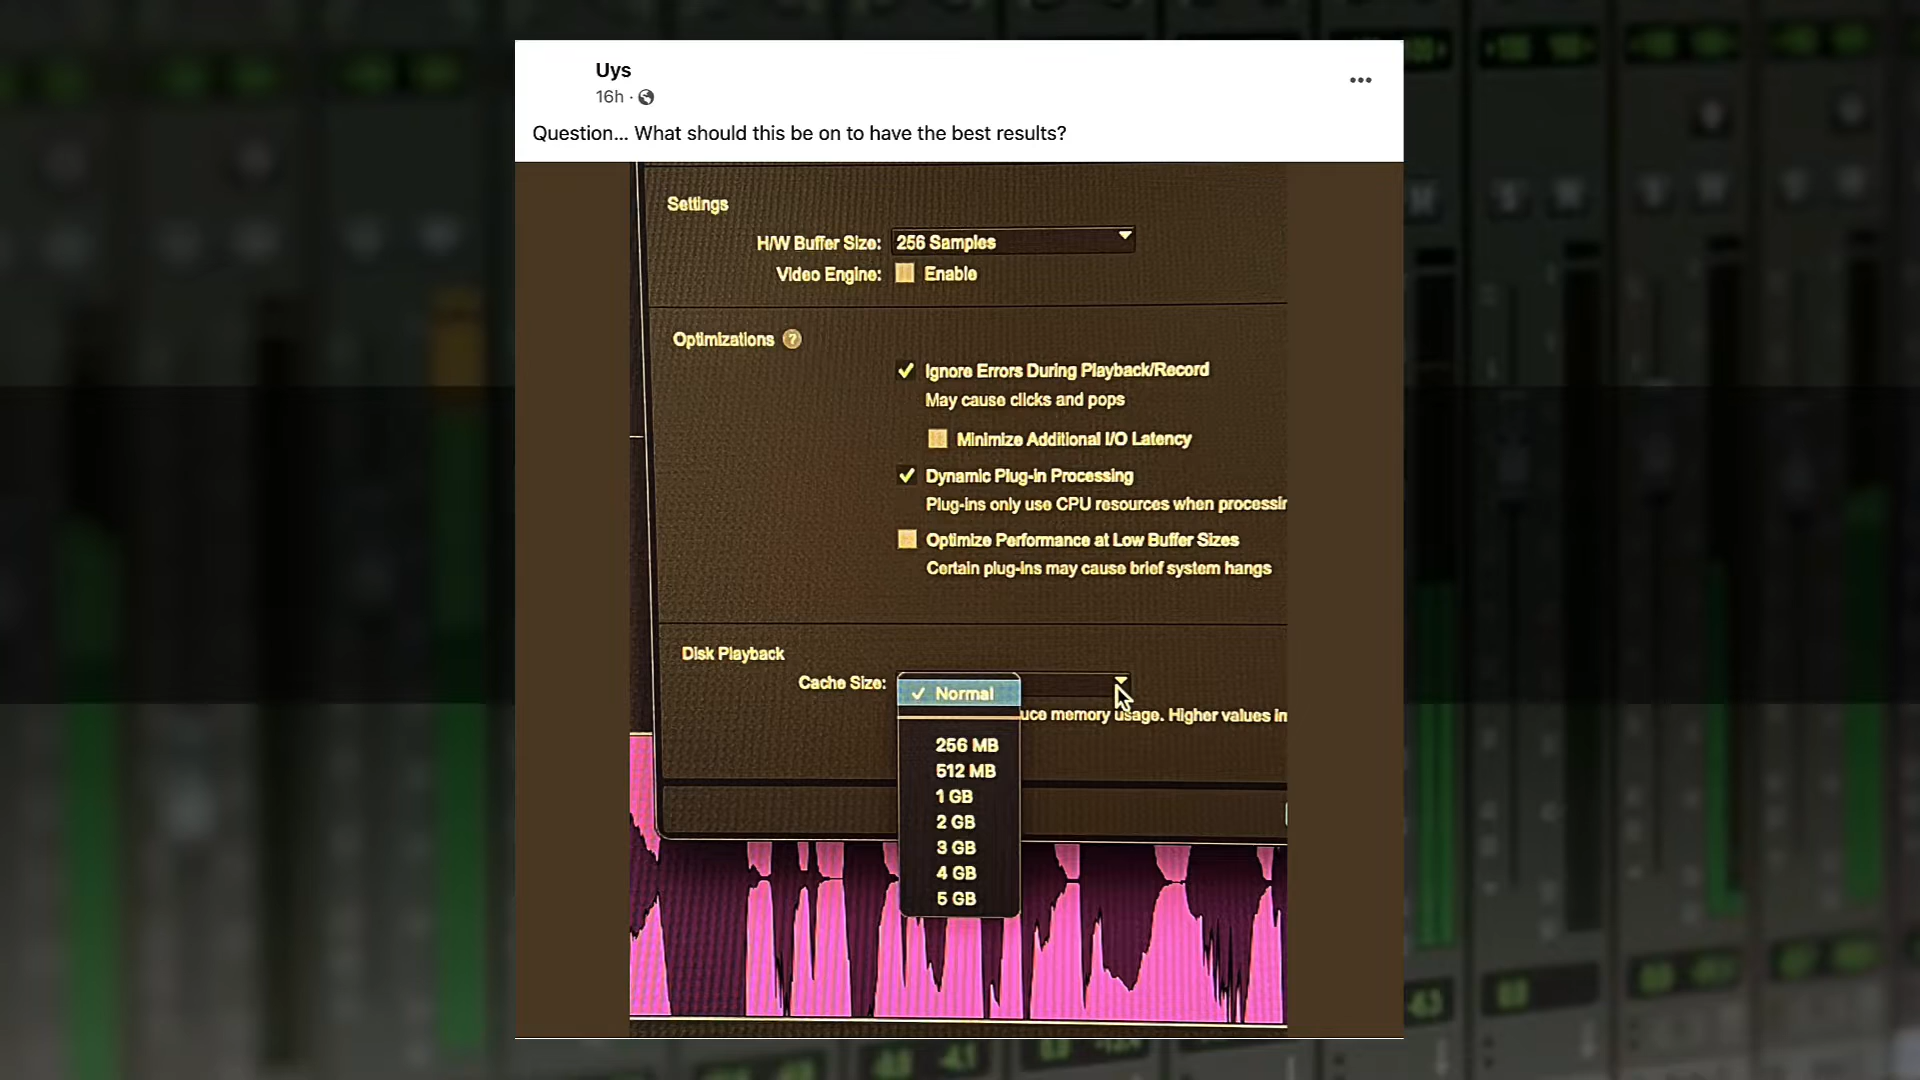 Uys
16h ·
Question... What should this be on to have the best results?
Settings
H/W Buffer Size: 256 Samples
Video Engine: Enable
Optimizations ?
Ignore Errors During Playback/Record
May cause clicks and pops
Minimize Additional I/O Latency
Dynamic Plug-in Processing
Plug-ins only use CPU resources when processin
Optimize Performance at Low Buffer Sizes
Certain plug-ins may cause brief system hangs
Disk Playback
Cache Size: ✓ Normal
uce memory usage. Higher values in
256 MB
512 MB
1 GB
2 GB
3 GB
4 GB
5 GB